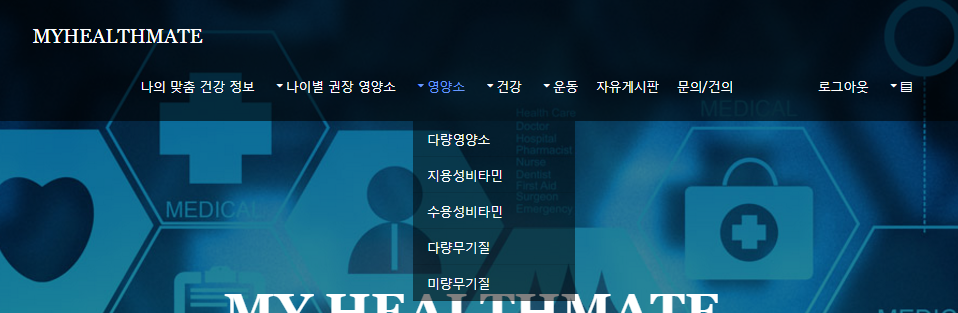 MYHEALTHMATE
나의 맞춤 건강 정보 나이별 권장 영양소 영양소 건강 운동 자유게시판 문의/건의 로그아웃
Health Care
MEDICAL
Doctor
다량영양소
Hospital
Pharmacist
Nurse
지용성비타민
Dentist
First Aid
Surgeon
수용성비타민
Emergency
MEDICAL
다량무기질
미량무기질
MY HEALTHMATE